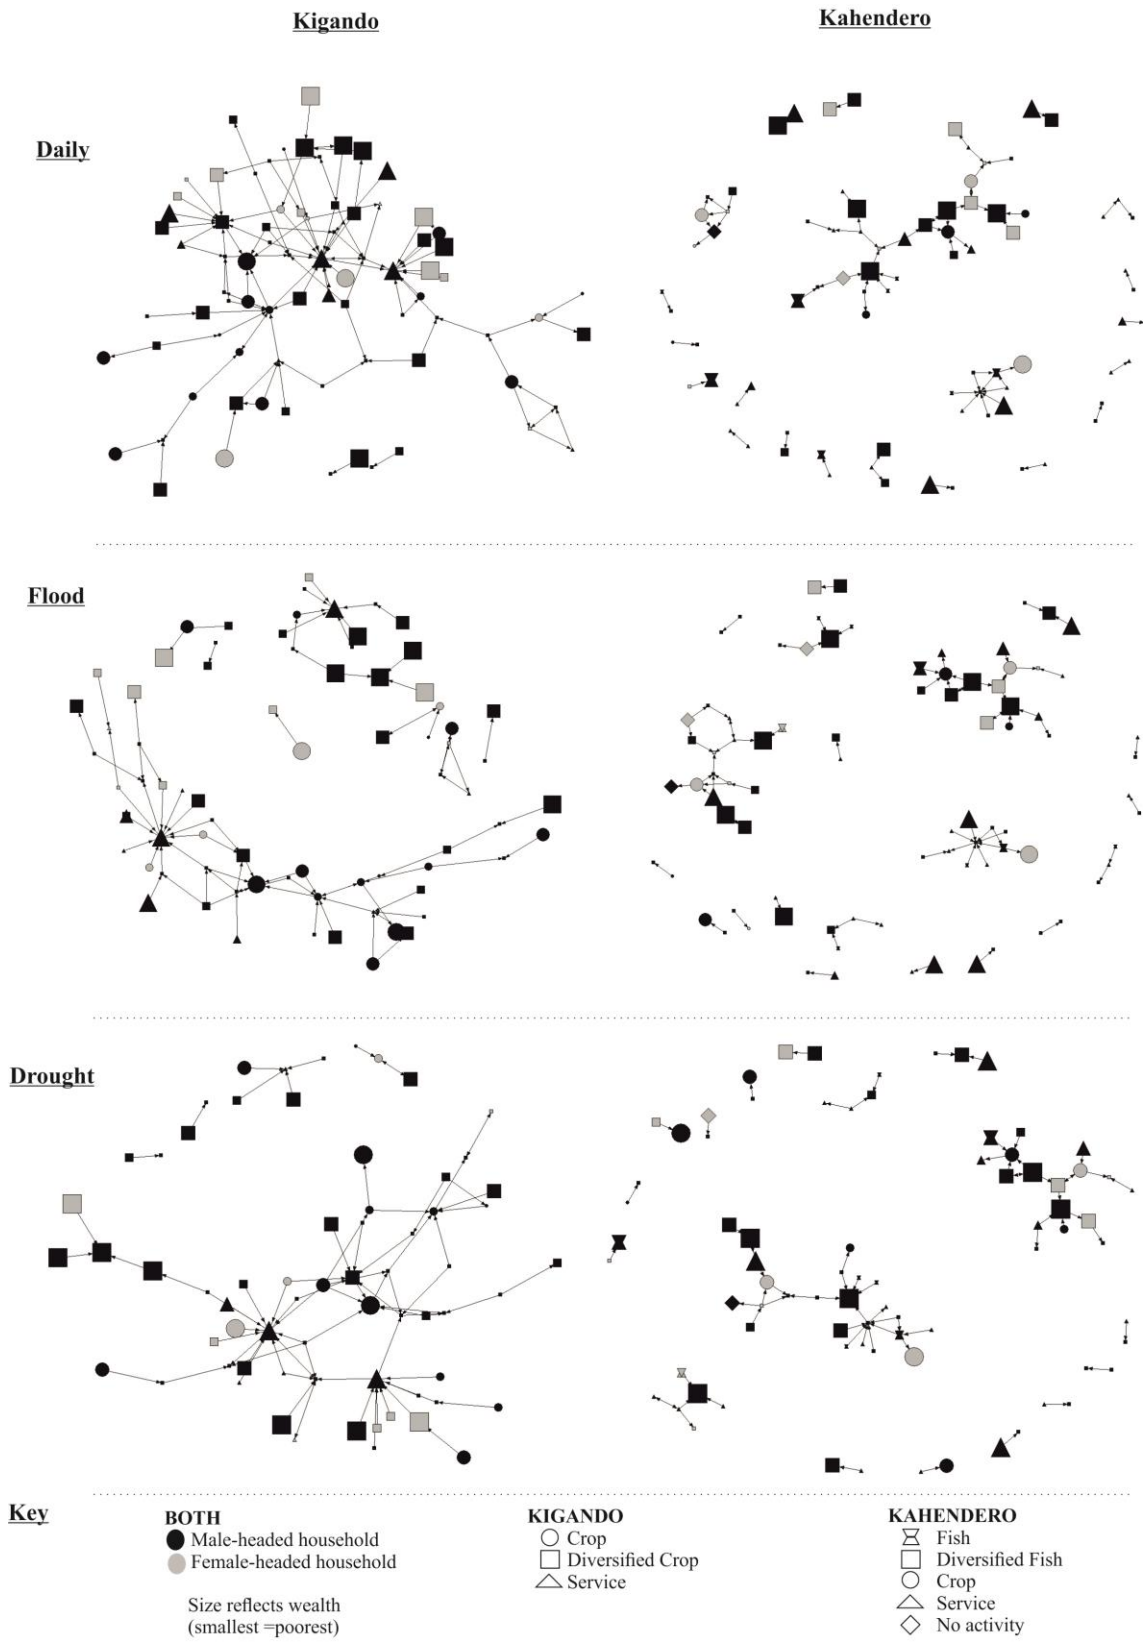 Kigando
Kahendero
Daily
Flood
Drought
Key
BOTH
Male-headed household
Female-headed household
Size reflects wealth
(smallest =poorest)
KIGANDO
Crop
Diversified Crop
Service
KAHENDERO
Fish
Diversified Fish
Crop
Service
No activity